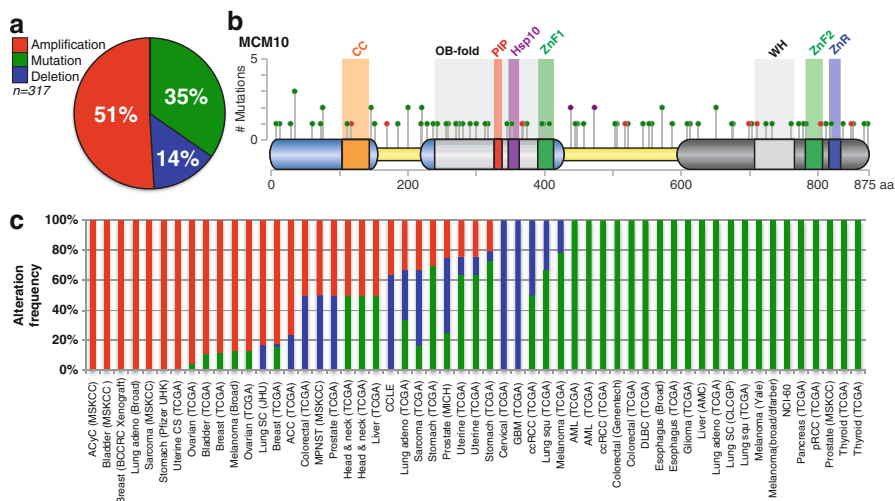 a
Amplification
Mutation
Deletion
n=317
51%
35%
14%
b
MCM10
# Mutations
5
0
CC
OB-fold
PIP
Hsp10
ZnF1
WH
ZnF2
ZnR
0
200
400
600
800
875 aa
c
Alteration frequency
100%
80%
60%
40%
20%
0%
ACyC (MSKCC)
Bladder (MSKCC)
Breast (BCCRC Xenograft)
Lung adeno (Broad)
Sarcoma (MSKCC)
Stomach (Pfizer UHK)
Uterine CS (TCGA)
Ovarian (TCGA)
Bladder (TCGA)
Breast (TCGA)
Melanoma (Broad)
Ovarian (TCGA)
Lung SC (JHU)
Breast (TCGA)
ACC (TCGA)
Colorectal (TCGA)
MPNST (MSKCC)
Prostate (TCGA)
Head & neck (TCGA)
Head & neck (TCGA)
Liver (TCGA)
CCLE
Lung adeno (TCGA)
Sarcoma (TCGA)
Stomach (TCGA)
Prostate (MICH)
Uterine (TCGA)
Uterine (TCGA)
Stomach (TCGA)
Cervical (TCGA)
GBM (TCGA)
ccRCC (TCGA)
Lung squ (TCGA)
Melanoma (TCGA)
AML (TCGA)
AML (TCGA)
ccRCC (TCGA)
Colorectal (Genentech)
Colorectal (TCGA)
DLBC (TCGA)
Esophagus (Broad)
Esophagus (TCGA)
Glioma (TCGA)
Liver (AMC)
Lung adeno (TCGA)
Lung SC (CLCGP)
Lung squ (TCGA)
Melanoma (Yale)
Melanoma(broad/dfarber)
NCI-60
Pancreas (TCGA)
pRCC (TCGA)
Prostate (MSKCC)
Thyroid (TCGA)
Thyroid (TCGA)